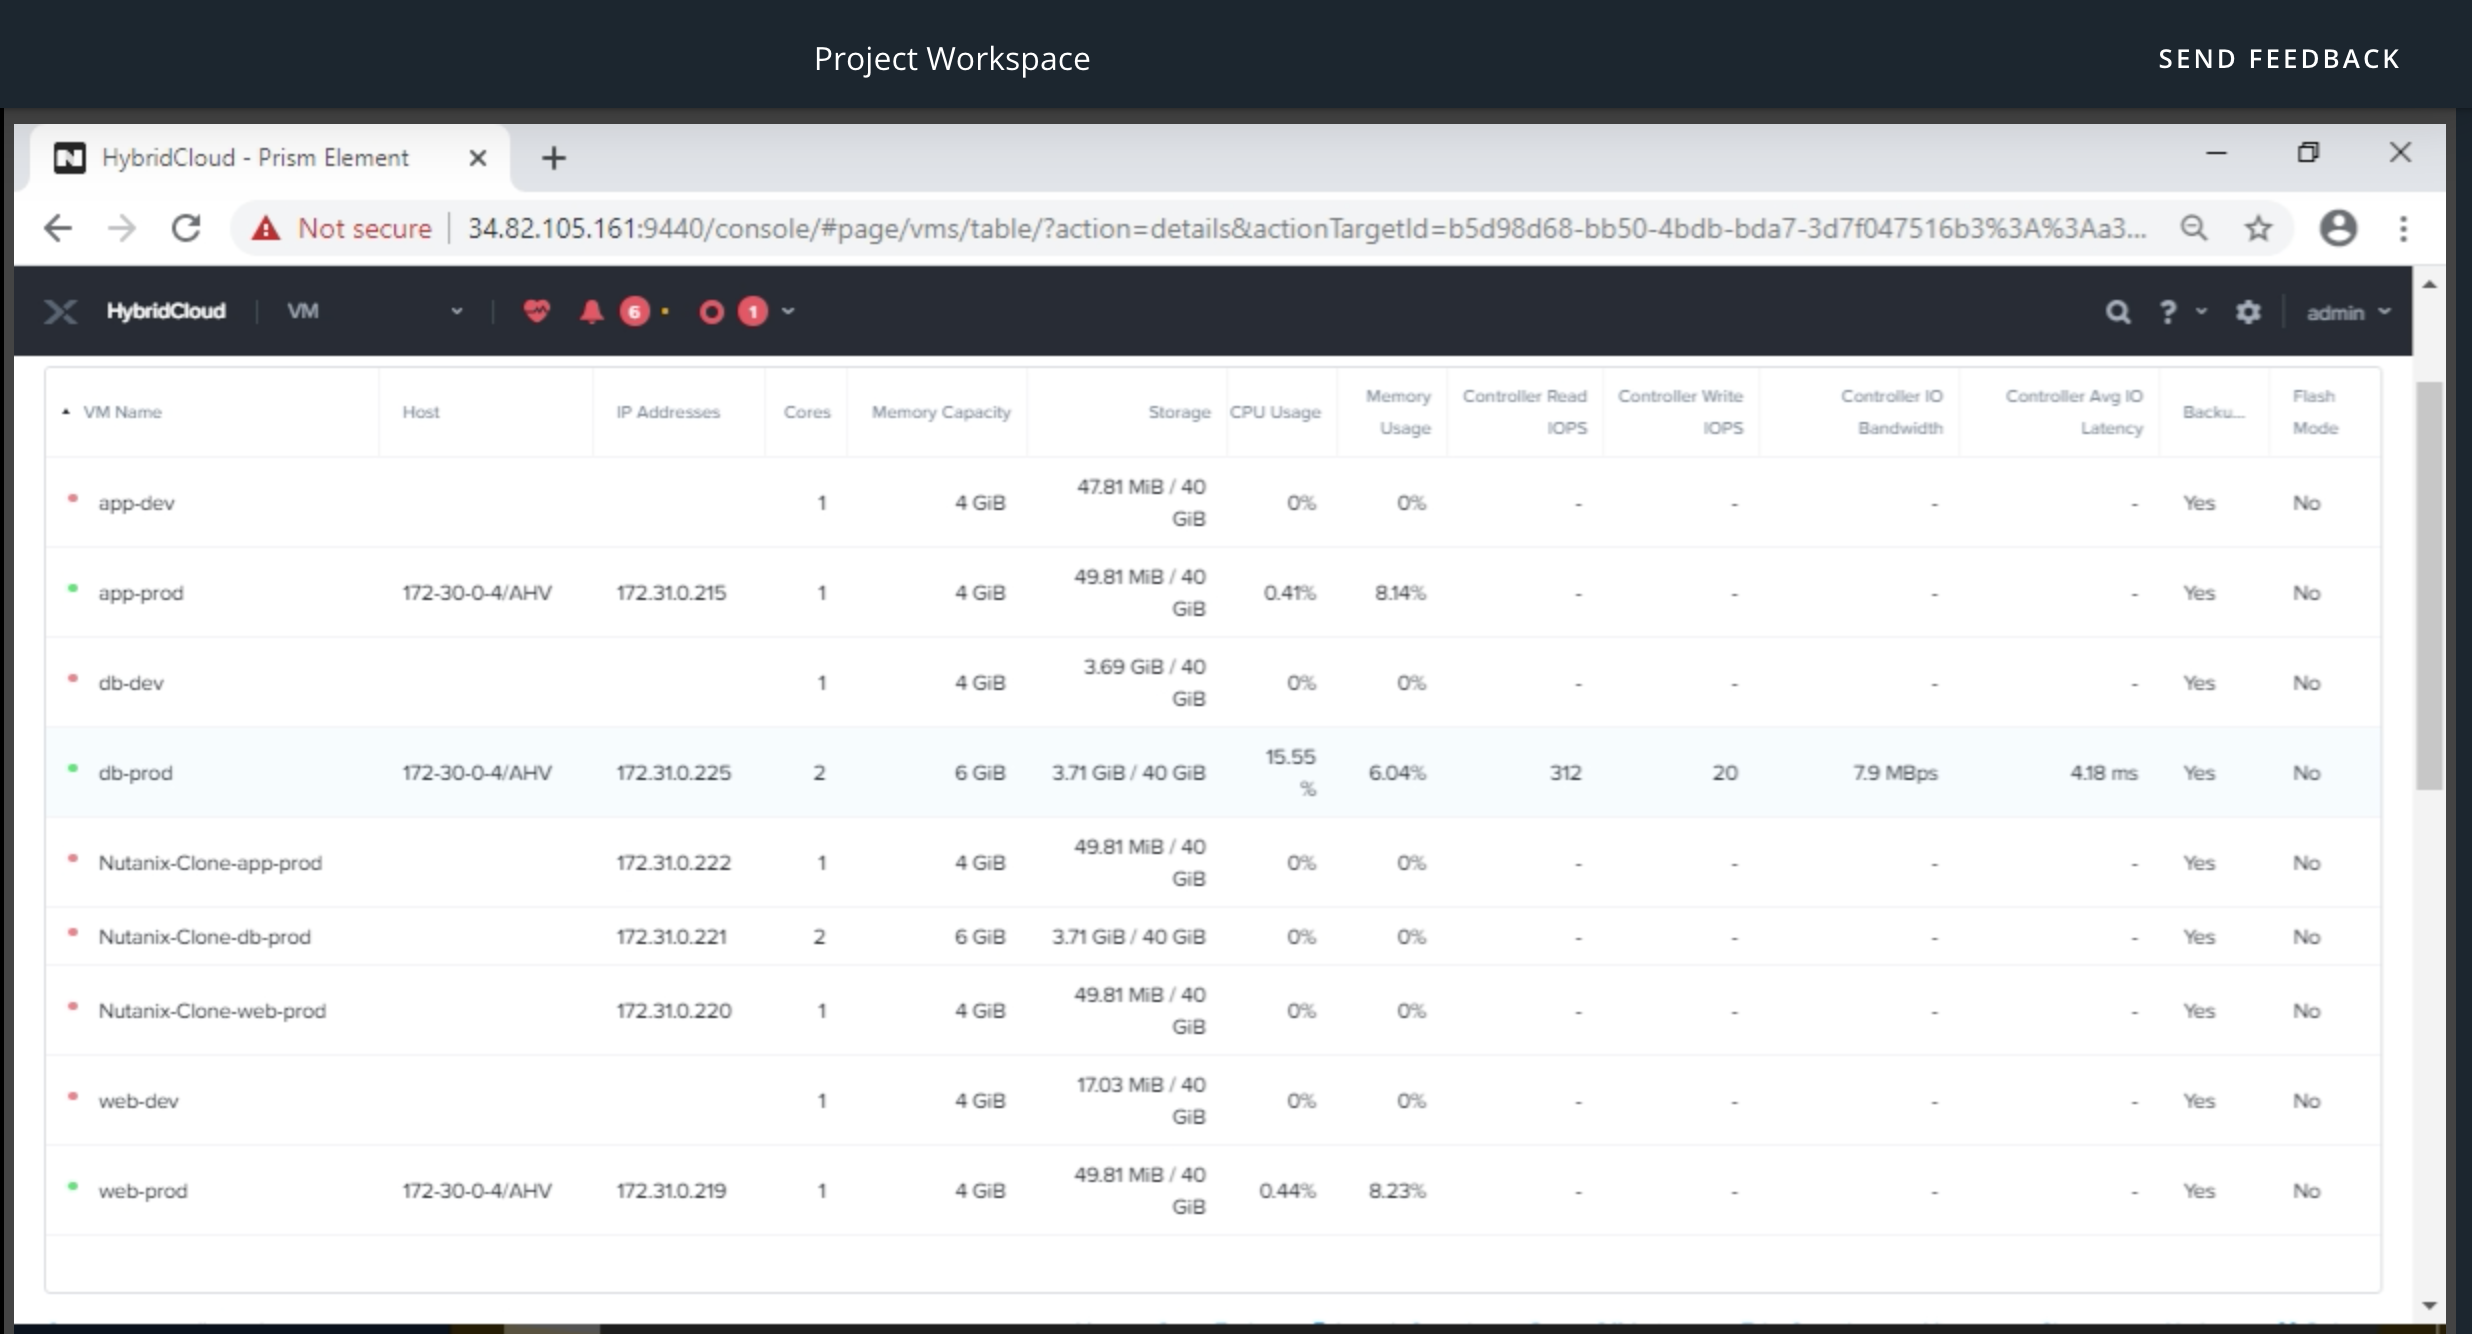 Project Workspace
SEND FEEDBACK
HybridCloud - Prism Element
Not secure
34.82.105.161:9440/console/#page/vms/table/?action=details&actionTargetId=b5d98d68-bb50-4bdb-bda7-3d7f047516b3%3A%3Aa3...
HybridCloud VM 6 1 ? admin
VM Name Host IP Addresses Cores Memory Capacity Storage CPU Usage Memory Usage Controller Read IOPS Controller Write IOPS Controller IO Bandwidth Controller Avg IO Latency Backu... Flash Mode
app-dev 1 4 GiB 47.81 MiB / 40 GiB 0% 0% - - - - Yes No
app-prod 172-30-0-4/AHV 172.31.0.215 1 4 GiB 49.81 MiB / 40 GiB 0.41% 8.14% - - - - Yes No
db-dev 1 4 GiB 3.69 GiB / 40 GiB 0% 0% - - - - Yes No
db-prod 172-30-0-4/AHV 172.31.0.225 2 6 GiB 3.71 GiB / 40 GiB 15.55 % 6.04% 312 20 7.9 MBps 4.18 ms Yes No
Nutanix-Clone-app-prod 172.31.0.222 1 4 GiB 49.81 MiB / 40 GiB 0% 0% - - - - Yes No
Nutanix-Clone-db-prod 172.31.0.221 2 6 GiB 3.71 GiB / 40 GiB 0% 0% - - - - Yes No
Nutanix-Clone-web-prod 172.31.0.220 1 4 GiB 49.81 MiB / 40 GiB 0% 0% - - - - Yes No
web-dev 1 4 GiB 17.03 MiB / 40 GiB 0% 0% - - - - Yes No
web-prod 172-30-0-4/AHV 172.31.0.219 1 4 GiB 49.81 MiB / 40 GiB 0.44% 8.23% - - - - Yes No